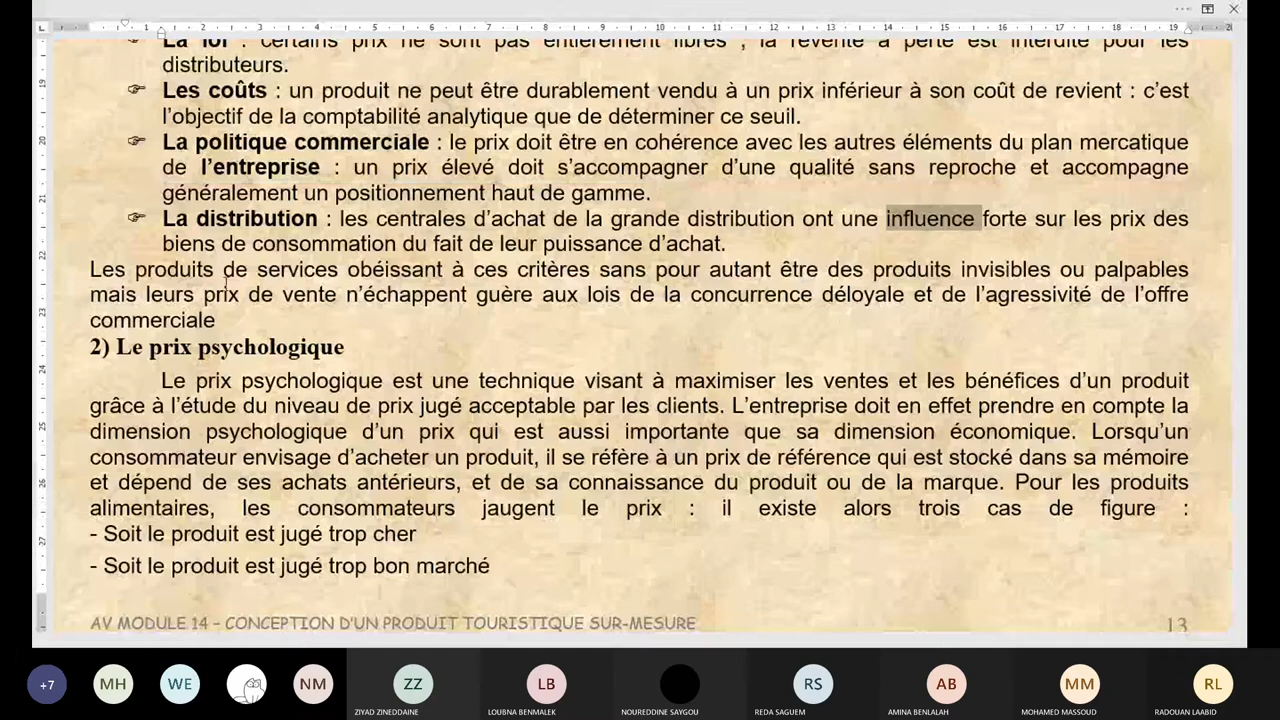 La loi : certains prix ne sont pas entièrement libres ; la revente à perte est interdite pour les
distributeurs.
☞ Les coûts : un produit ne peut être durablement vendu à un prix inférieur à son coût de revient : c’est
l’objectif de la comptabilité analytique que de déterminer ce seuil.
☞ La politique commerciale : le prix doit être en cohérence avec les autres éléments du plan mercatique
de l’entreprise : un prix élevé doit s’accompagner d’une qualité sans reproche et accompagne
généralement un positionnement haut de gamme.
☞ La distribution : les centrales d’achat de la grande distribution ont une influence forte sur les prix des
biens de consommation du fait de leur puissance d’achat.
Les produits de services obéissant à ces critères sans pour autant être des produits invisibles ou palpables
mais leurs prix de vente n’échappent guère aux lois de la concurrence déloyale et de l’agressivité de l’offre
commerciale
2) Le prix psychologique
Le prix psychologique est une technique visant à maximiser les ventes et les bénéfices d’un produit
grâce à l’étude du niveau de prix jugé acceptable par les clients. L’entreprise doit en effet prendre en compte la
dimension psychologique d’un prix qui est aussi importante que sa dimension économique. Lorsqu’un
consommateur envisage d’acheter un produit, il se réfère à un prix de référence qui est stocké dans sa mémoire
et dépend de ses achats antérieurs, et de sa connaissance du produit ou de la marque. Pour les produits
alimentaires, les consommateurs jaugent le prix : il existe alors trois cas de figure :
- Soit le produit est jugé trop cher
- Soit le produit est jugé trop bon marché
AV MODULE 14 – CONCEPTION D’UN PRODUIT TOURISTIQUE SUR-MESURE 13
+7 MH WE NM ZZ LB RS AB MM RL
ZIYAD ZINEDDAINE LOUBNA BENMALEK NOUREDDINE SAYGOU REDA SAGUEM AMINA BENLALAH MOHAMED MASSOUD RADOUAN LAABID